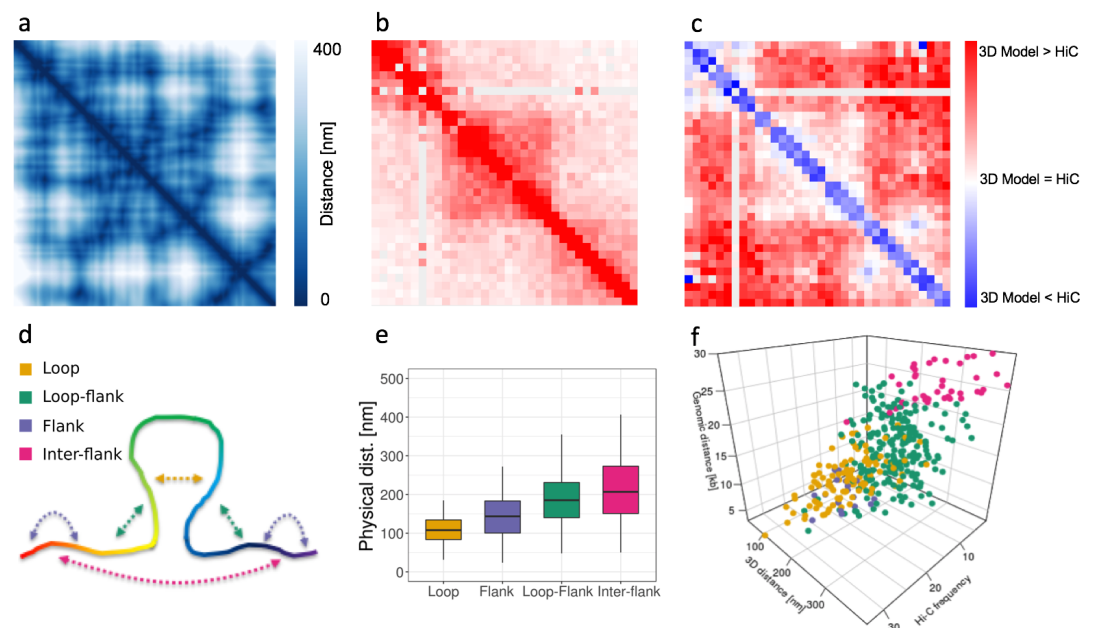 a
b
c
400
Distance [nm]
0
3D Model > HiC
3D Model = HiC
3D Model < HiC
d
Loop
Loop-flank
Flank
Inter-flank
e
Physical dist. [nm]
500
400
300
200
100
0
Loop
Flank
Loop-Flank
Inter-flank
f
Genomic distance [kb]
30
25
20
15
10
5
100
200
300
3D distance [nm]
10
20
30
Hi-C frequency